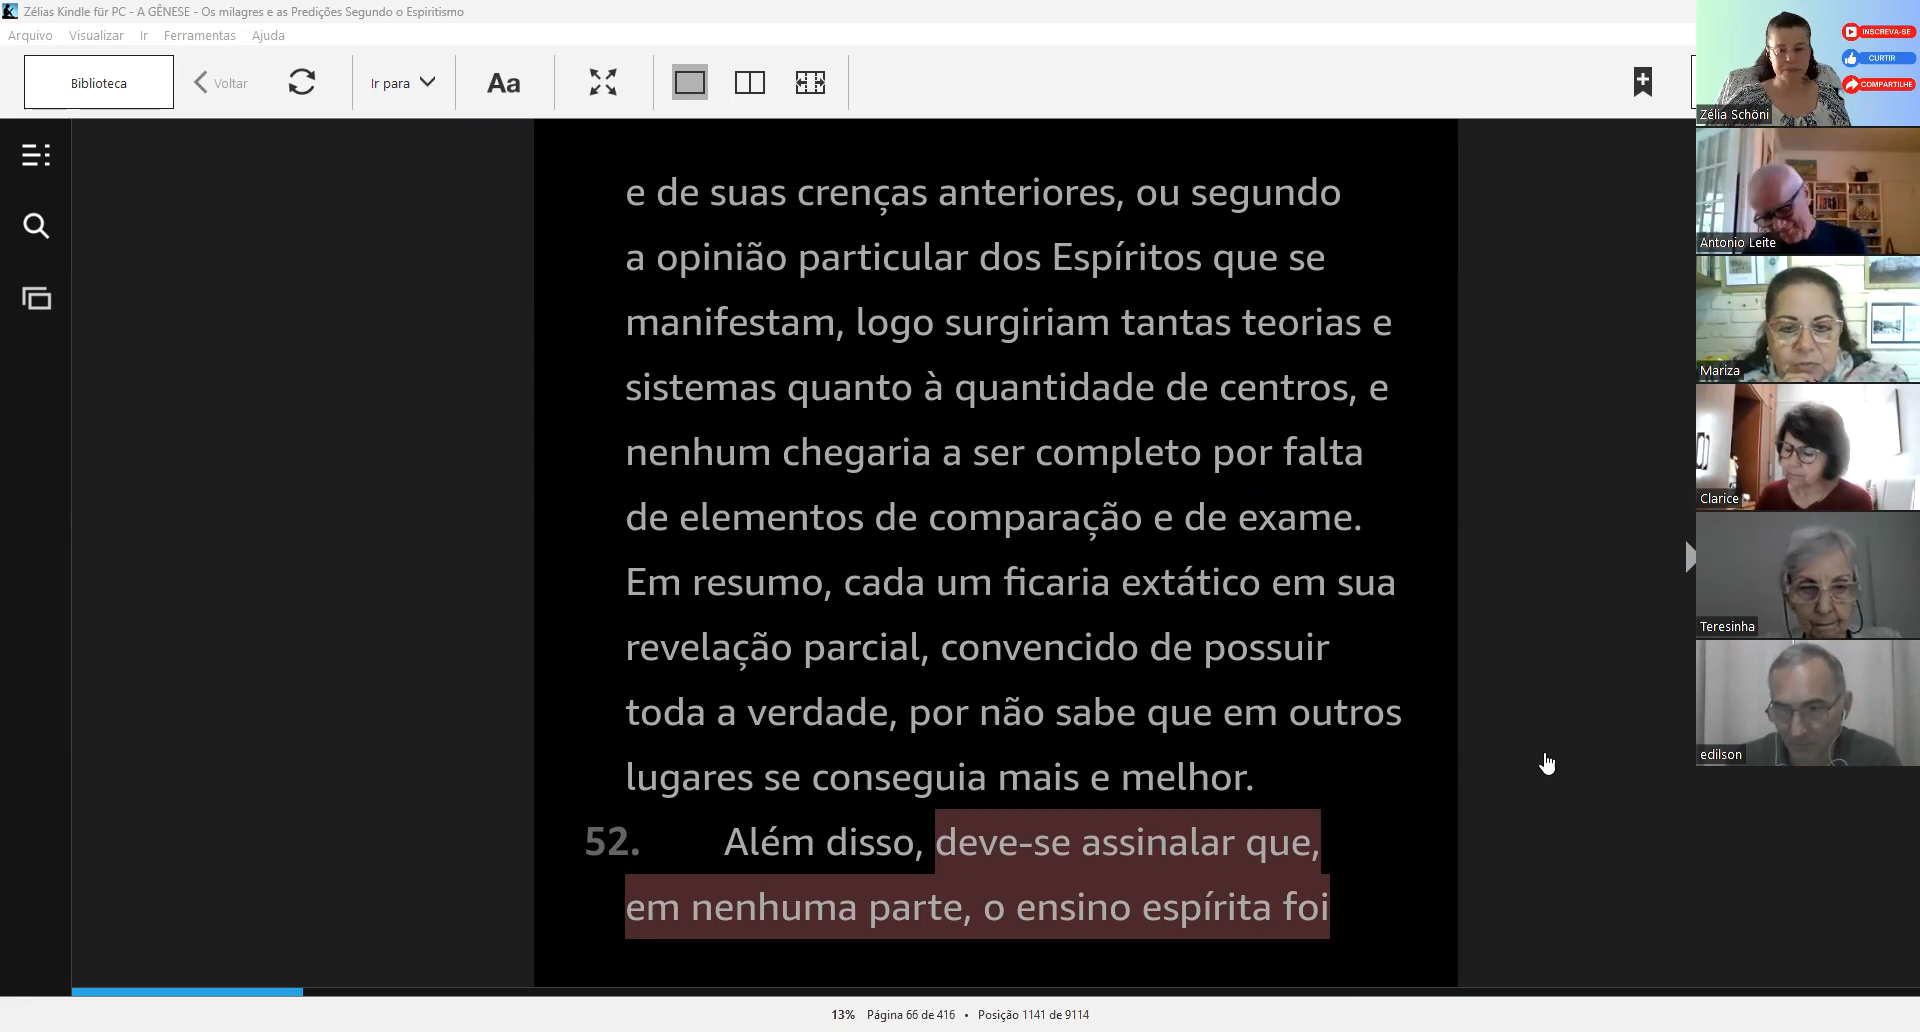 Zélias Kindle für PC - A GÊNESE - Os milagres e as Predições Segundo o Espiritismo
Arquivo Visualizar Ir Ferramentas Ajuda
Biblioteca Voltar Ir para Aa
e de suas crenças anteriores, ou segundo
a opinião particular dos Espíritos que se
manifestam, logo surgiriam tantas teorias e
sistemas quanto à quantidade de centros, e
nenhum chegaria a ser completo por falta
de elementos de comparação e de exame.
Em resumo, cada um ficaria extático em sua
revelação parcial, convencido de possuir
toda a verdade, por não sabe que em outros
lugares se conseguia mais e melhor.
52. Além disso, deve-se assinalar que,
em nenhuma parte, o ensino espírita foi
13% Página 66 de 416 • Posição 1141 de 9114
INSCREVA-SE
CURTIR
COMPARTILHE
Zélia Schöni
Antonio Leite
Mariza
Clarice
Teresinha
edilson